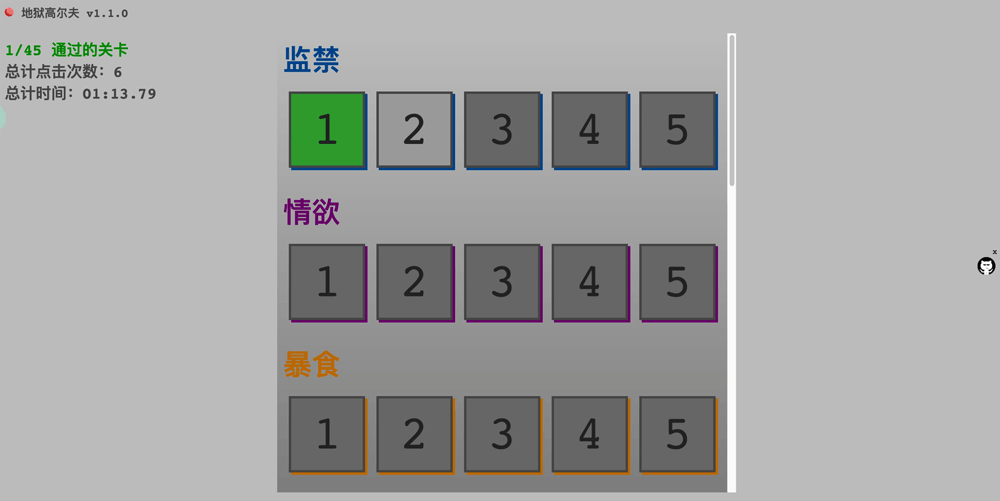 地狱高尔夫 v1.1.0
1/45 通过的关卡
总计点击次数: 6
总计时间: 01:13.79
监禁
1 2 3 4 5
情欲
1 2 3 4 5
暴食
1 2 3 4 5
x